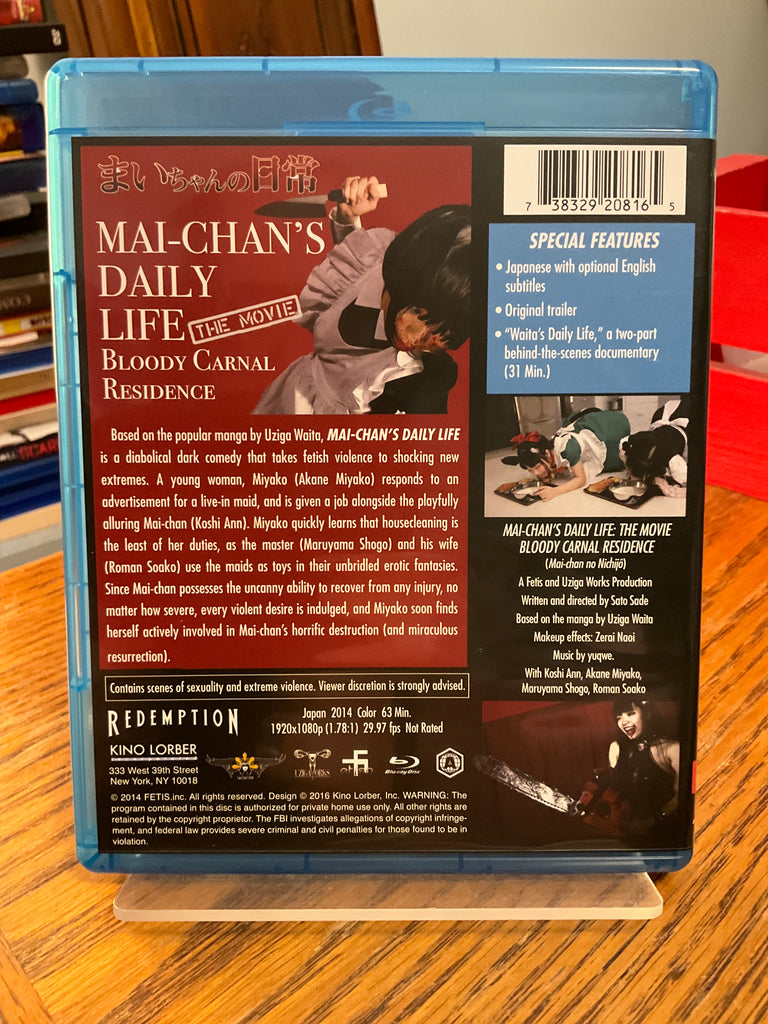 まいちゃんの日常
MAI-CHAN'S
DAILY
LIFE THE MOVIE
BLOODY CARNAL
RESIDENCE
Based on the popular manga by Uziga Waita, MAI-CHAN'S DAILY LIFE
is a diabolical dark comedy that takes fetish violence to shocking new
extremes. A young woman, Miyako (Akane Miyako) responds to an
advertisement for a live-in maid, and is given a job alongside the playfully
alluring Mai-chan (Koshi Ann). Miyako quickly learns that housecleaning is
the least of her duties, as the master (Maruyama Shogo) and his wife
(Roman Soako) use the maids as toys in their unbridled erotic fantasies.
Since Mai-chan possesses the uncanny ability to recover from any injury, no
matter how severe, every violent desire is indulged, and Miyako soon finds
herself actively involved in Mai-chan's horrific destruction (and miraculous
resurrection).
Contains scenes of sexuality and extreme violence. Viewer discretion is strongly advised.
REDEMPTION
KINO LORBER
333 West 39th Street
New York, NY 10018
Japan 2014 Color 63 Min.
1920x1080p (1.78:1) 29.97 fps Not Rated
UZIGAWORKS
Blu-ray Disc
A
© 2014 FETIS.inc. All rights reserved. Design © 2016 Kino Lorber, Inc. WARNING: The
program contained in this disc is authorized for private home use only. All other rights are
retained by the copyright proprietor. The FBI investigates allegations of copyright infringe-
ment, and federal law provides severe criminal and civil penalties for those found to be in
violation.
7 38329 20816 5
SPECIAL FEATURES
• Japanese with optional English
subtitles
• Original trailer
• "Waita's Daily Life," a two-part
behind-the-scenes documentary
(31 Min.)
MAI-CHAN'S DAILY LIFE: THE MOVIE
BLOODY CARNAL RESIDENCE
(Mai-chan no Nichijō)
A Fetis and Uziga Works Production
Written and directed by Sato Sade
Based on the manga by Uziga Waita
Makeup effects: Zerai Naoi
Music by yuqwe.
With Koshi Ann, Akane Miyako,
Maruyama Shogo, Roman Soako